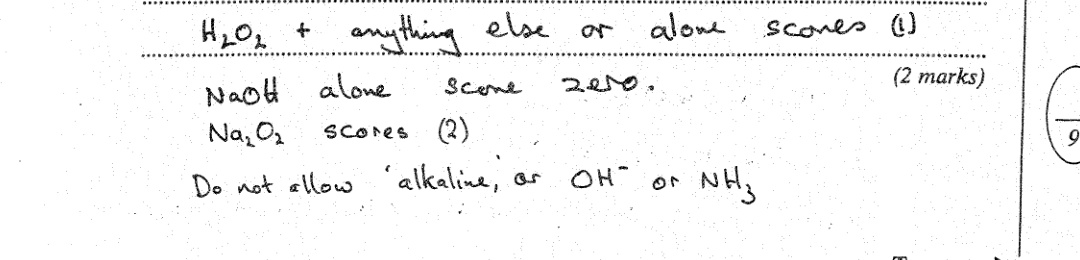 H₂O₂ + anything else or alone scores (1)
(2 marks)
NaOH alone score zero.
Na₂O₂ scores (2)
Do not allow 'alkaline,' or OH⁻ or NH₃
9